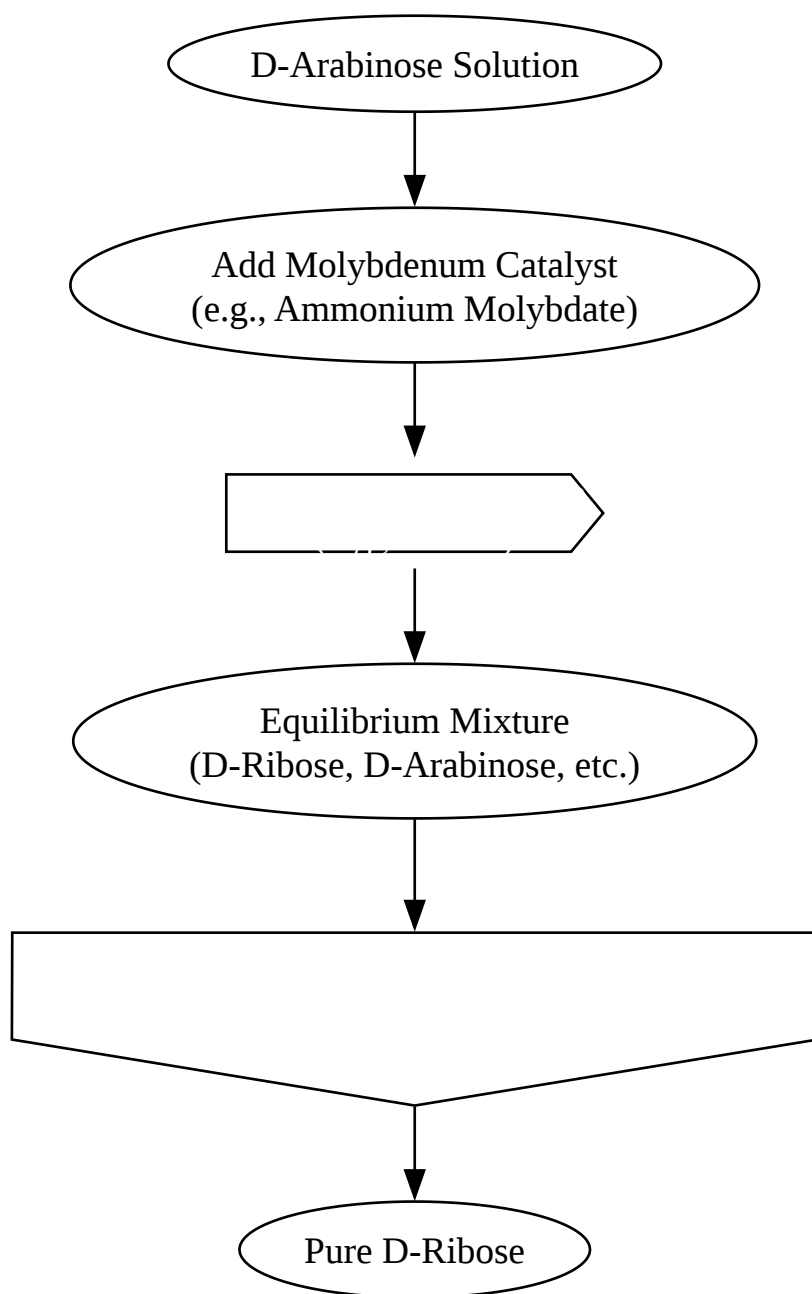 D-Arabinose Solution
Add Molybdenum Catalyst
(e.g., Ammonium Molybdate)
Equilibrium Mixture
(D-Ribose, D-Arabinose, etc.)
Pure D-Ribose